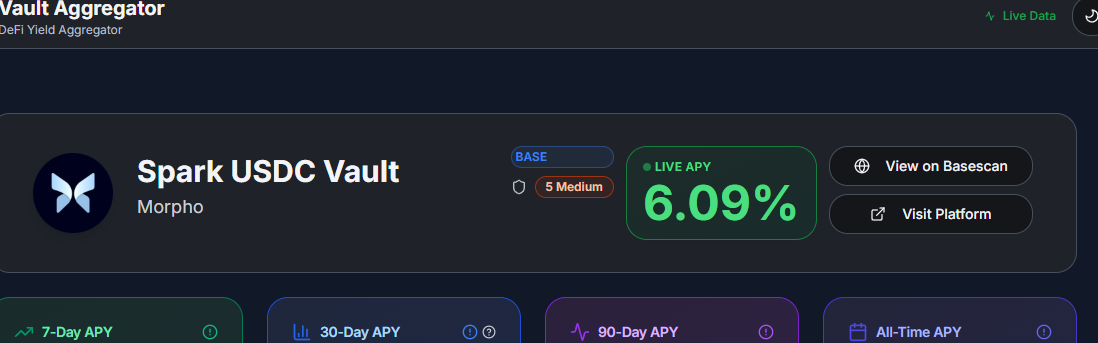 Vault Aggregator
DeFi Yield Aggregator
Live Data
Spark USDC Vault
Morpho
BASE
5 Medium
LIVE APY
6.09%
View on Basescan
Visit Platform
7-Day APY
30-Day APY
90-Day APY
All-Time APY